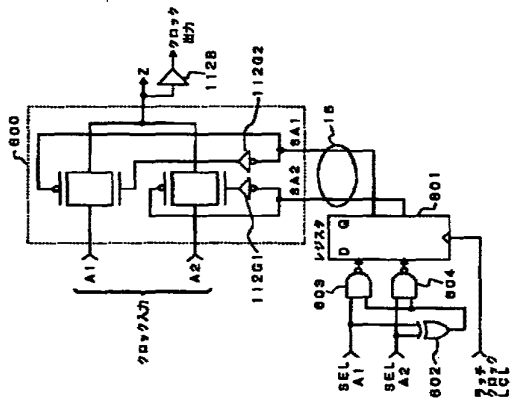 600
A1
A2
クロック入力
Z
クロック
出力
112B
112G2
112G1
SA1
SA2
15
レジスタ
D
Q
601
603
604
602
SEL
A1
SEL
A2
ラッチ
クロック
LCL